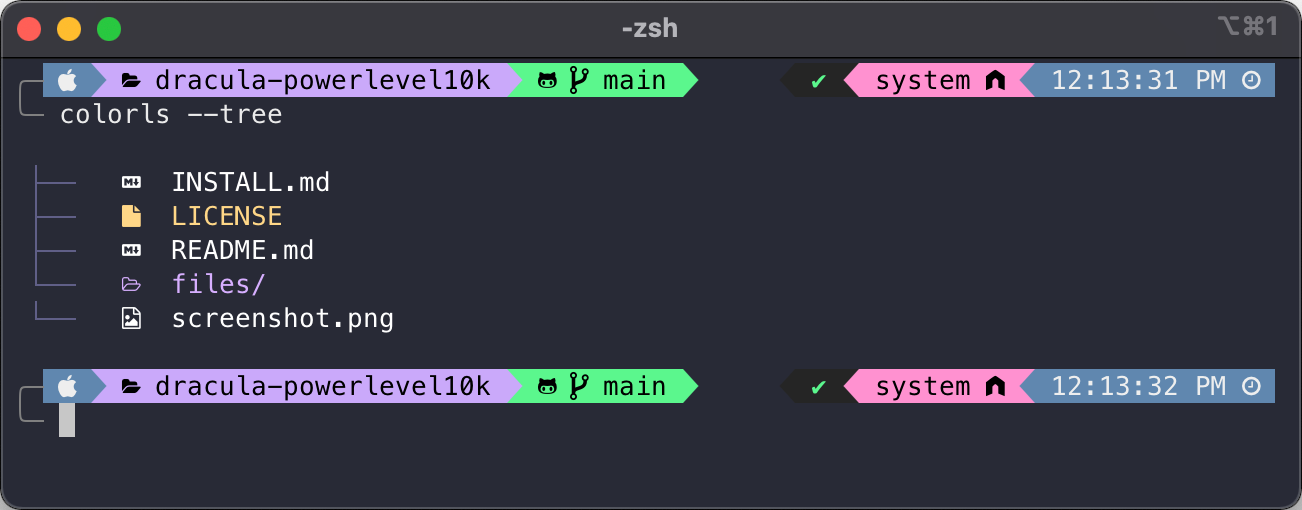 -zsh ⌥⌘1
dracula-powerlevel10k main ✔ system 12:13:31 PM
colorls --tree
INSTALL.md
LICENSE
README.md
files/
screenshot.png
dracula-powerlevel10k main ✔ system 12:13:32 PM